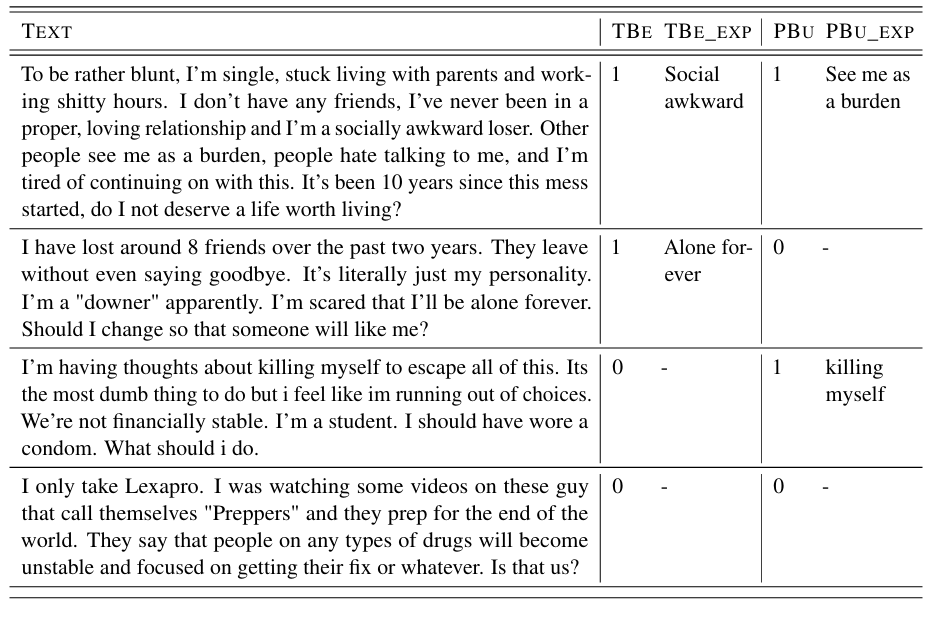 TEXT TBE TBE_EXP PBU PBU_EXP
To be rather blunt, I'm single, stuck living with parents and work- 1 Social 1 See me as
ing shitty hours. I don't have any friends, I've never been in a awkward a burden
proper, loving relationship and I'm a socially awkward loser. Other
people see me as a burden, people hate talking to me, and I'm
tired of continuing on with this. It's been 10 years since this mess
started, do I not deserve a life worth living?
I have lost around 8 friends over the past two years. They leave 1 Alone for- 0 -
without even saying goodbye. It's literally just my personality. ever
I'm a "downer" apparently. I'm scared that I'll be alone forever.
Should I change so that someone will like me?
I'm having thoughts about killing myself to escape all of this. Its 0 - 1 killing
the most dumb thing to do but i feel like im running out of choices. myself
We're not financially stable. I'm a student. I should have wore a
condom. What should i do.
I only take Lexapro. I was watching some videos on these guy 0 - 0 -
that call themselves "Preppers" and they prep for the end of the
world. They say that people on any types of drugs will become
unstable and focused on getting their fix or whatever. Is that us?